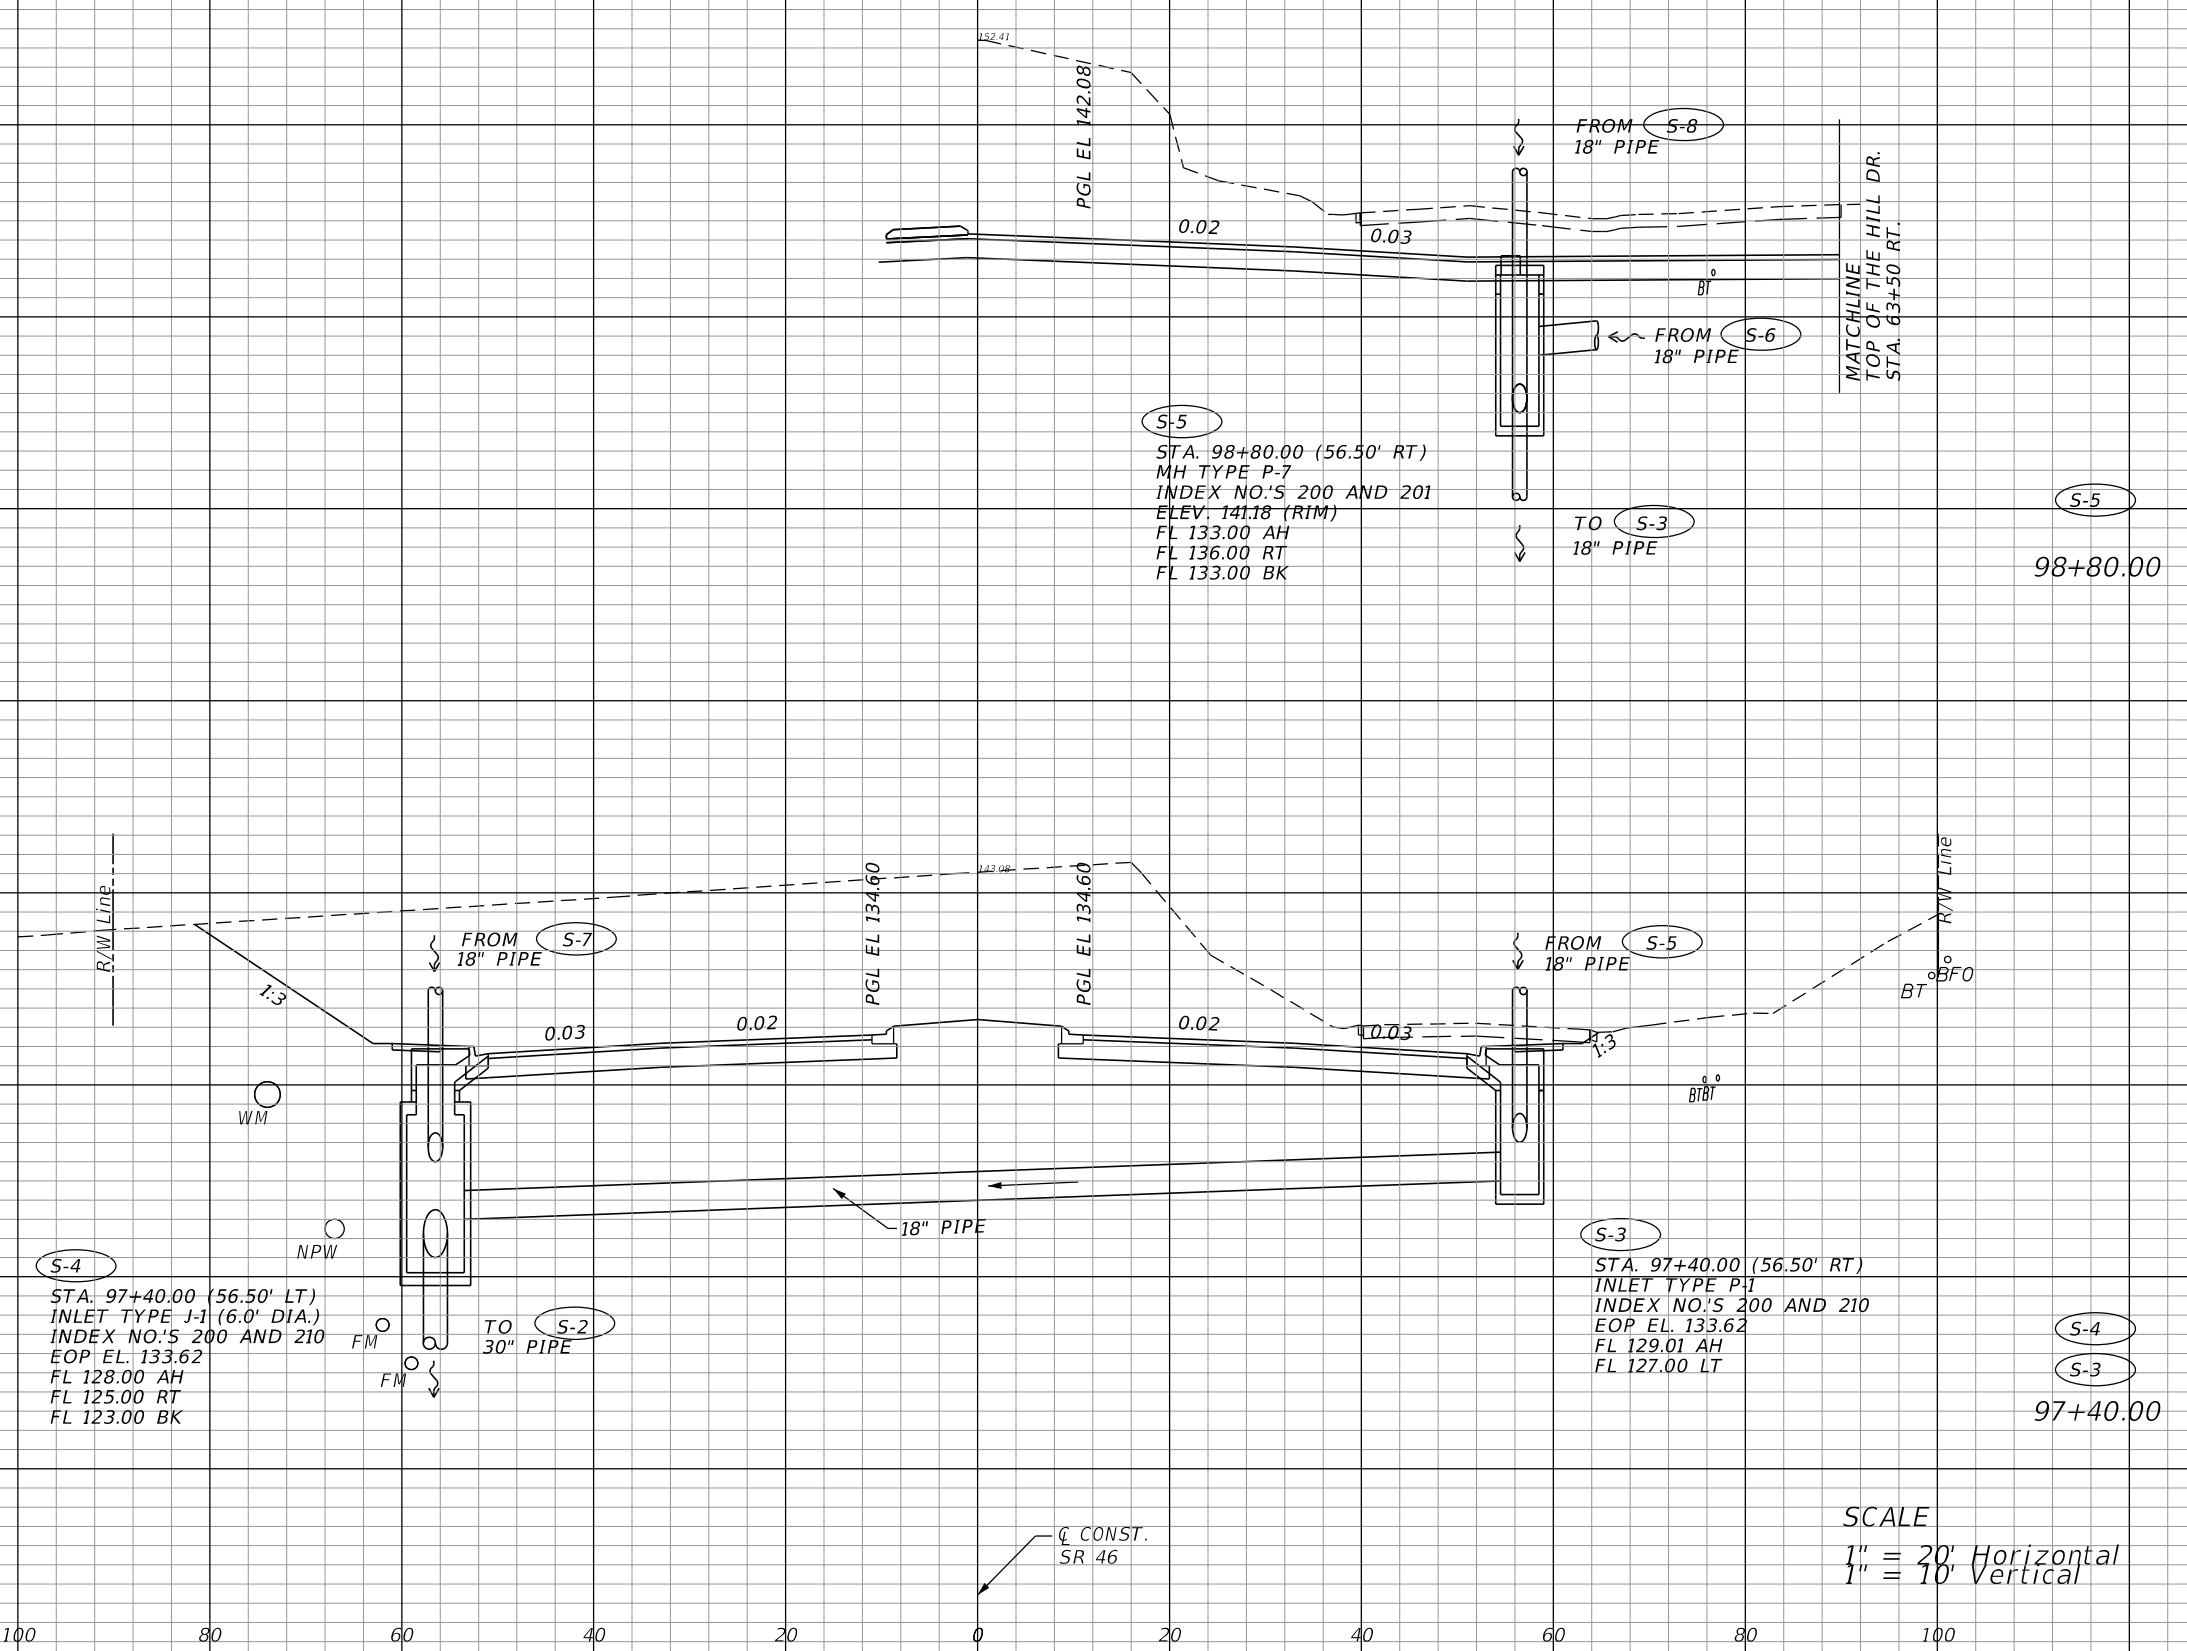 152.41
PGL EL 142.08
FROM S-8
18" PIPE
0.02
0.03
BT
FROM S-6
18" PIPE
MATCHLINE
TOP OF THE HILL DR.
STA. 63+50 RT.
S-5
STA. 98+80.00 (56.50' RT)
MH TYPE P-7
INDEX NO.'S 200 AND 201
ELEV. 141.18 (RIM)
FL 133.00 AH
FL 136.00 RT
FL 133.00 BK
TO S-3
18" PIPE
S-5
98+80.00
R/W Line
1:3
FROM S-7
18" PIPE
0.03
0.02
PGL EL 134.60
143.08
PGL EL 134.60
0.02
0.03
FROM S-5
18" PIPE
1:3
R/W Line
BFO
BT
BT
BT
WM
NPW
18" PIPE
S-4
STA. 97+40.00 (56.50' LT)
INLET TYPE J-1 (6.0' DIA.)
INDEX NO.'S 200 AND 210
EOP EL. 133.62
FL 128.00 AH
FL 125.00 RT
FL 123.00 BK
FM
FM
TO S-2
30" PIPE
S-3
STA. 97+40.00 (56.50' RT)
INLET TYPE P-1
INDEX NO.'S 200 AND 210
EOP EL. 133.62
FL 129.01 AH
FL 127.00 LT
S-4
S-3
97+40.00
℄ CONST.
SR 46
SCALE
1" = 20' Horizontal
1" = 10' Vertical
100 80 60 40 20 0 20 40 60 80 100